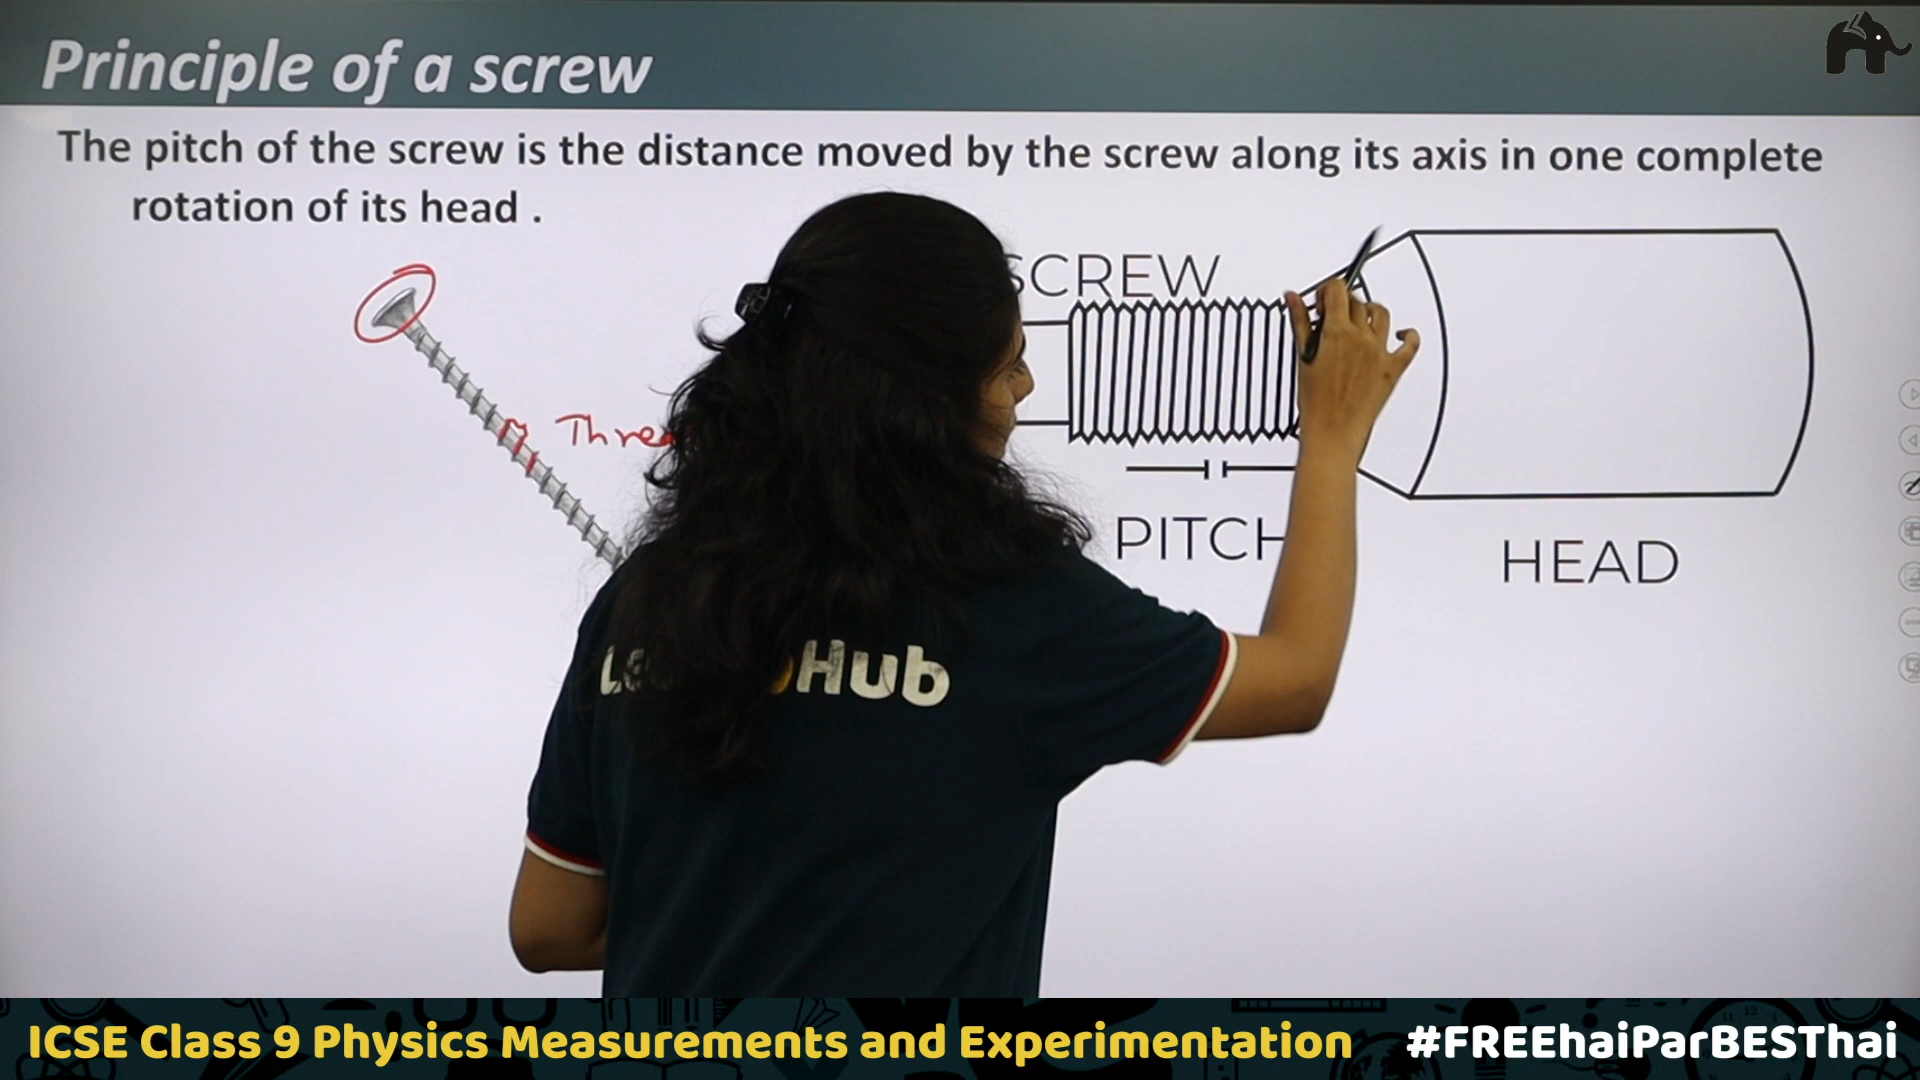 Principle of a screw
The pitch of the screw is the distance moved by the screw along its axis in one complete
rotation of its head .
SCREW
PITCH
HEAD
Hub
ICSE Class 9 Physics Measurements and Experimentation #FREEhaiParBESThai